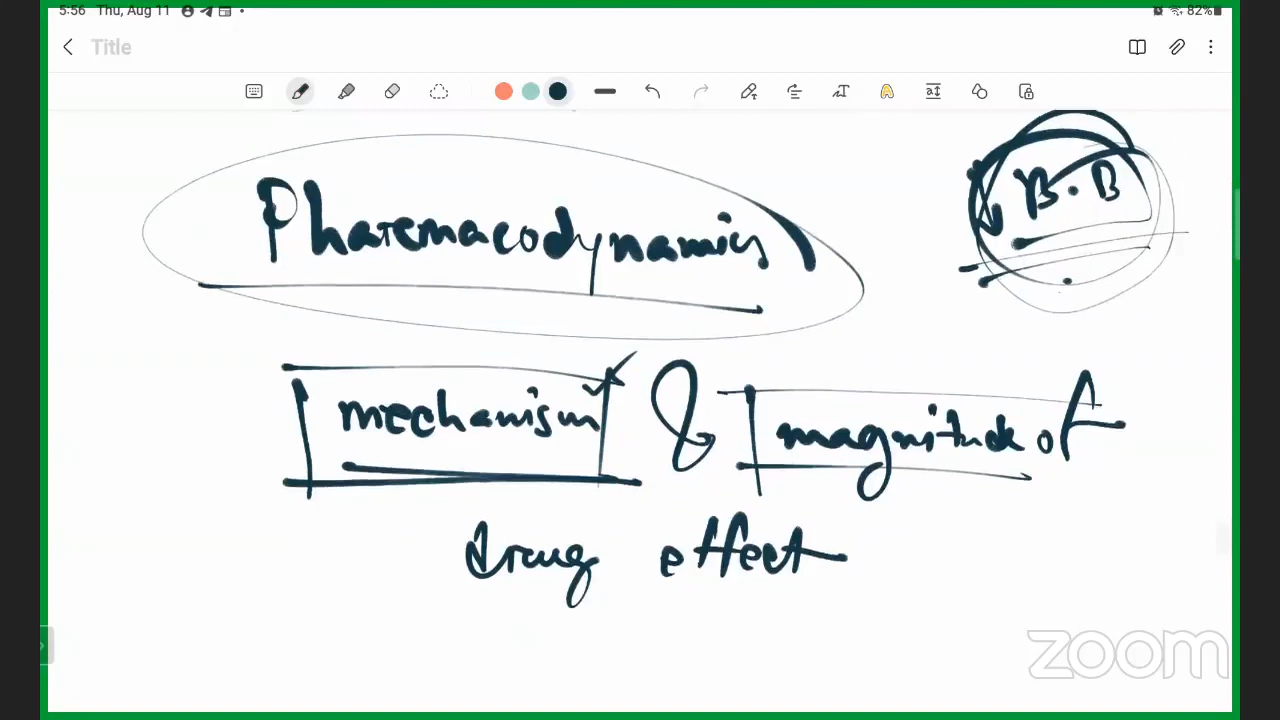 5:56 Thu, Aug 11
82%
Title
Pharmacodynamics
B.B
mechanism & magnitude of
drug effect
zoom